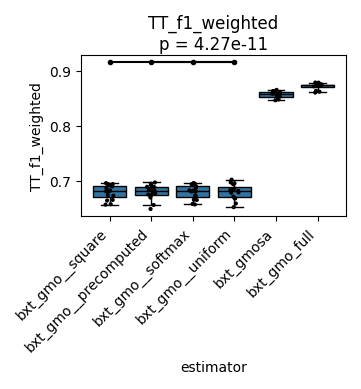 TT_f1_weighted
p = 4.27e-11
TT_f1_weighted
0.9
0.8
0.7
bxt_gmo__square
bxt_gmo__precomputed
bxt_gmo__softmax
bxt_gmo__uniform
bxt_gmosa
bxt_gmo_full
estimator